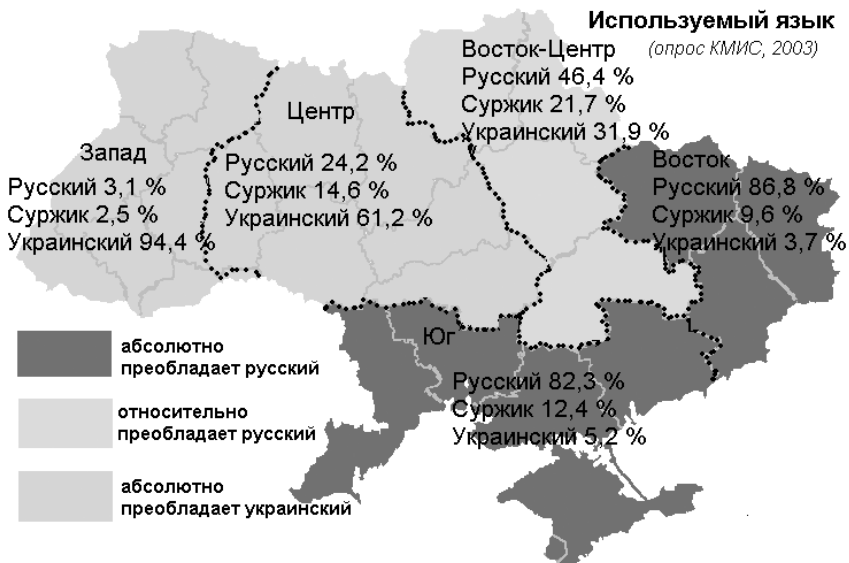 Используемый язык
(опрос КМИС, 2003)
Восток-Центр
Русский 46,4 %
Суржик 21,7 %
Украинский 31,9 %
Центр
Русский 24,2 %
Суржик 14,6 %
Украинский 61,2 %
Запад
Русский 3,1 %
Суржик 2,5 %
Украинский 94,4 %
Восток
Русский 86,8 %
Суржик 9,6 %
Украинский 3,7 %
Юг
Русский 82,3 %
Суржик 12,4 %
Украинский 5,2 %
абсолютно
преобладает русский
относительно
преобладает русский
абсолютно
преобладает украинский